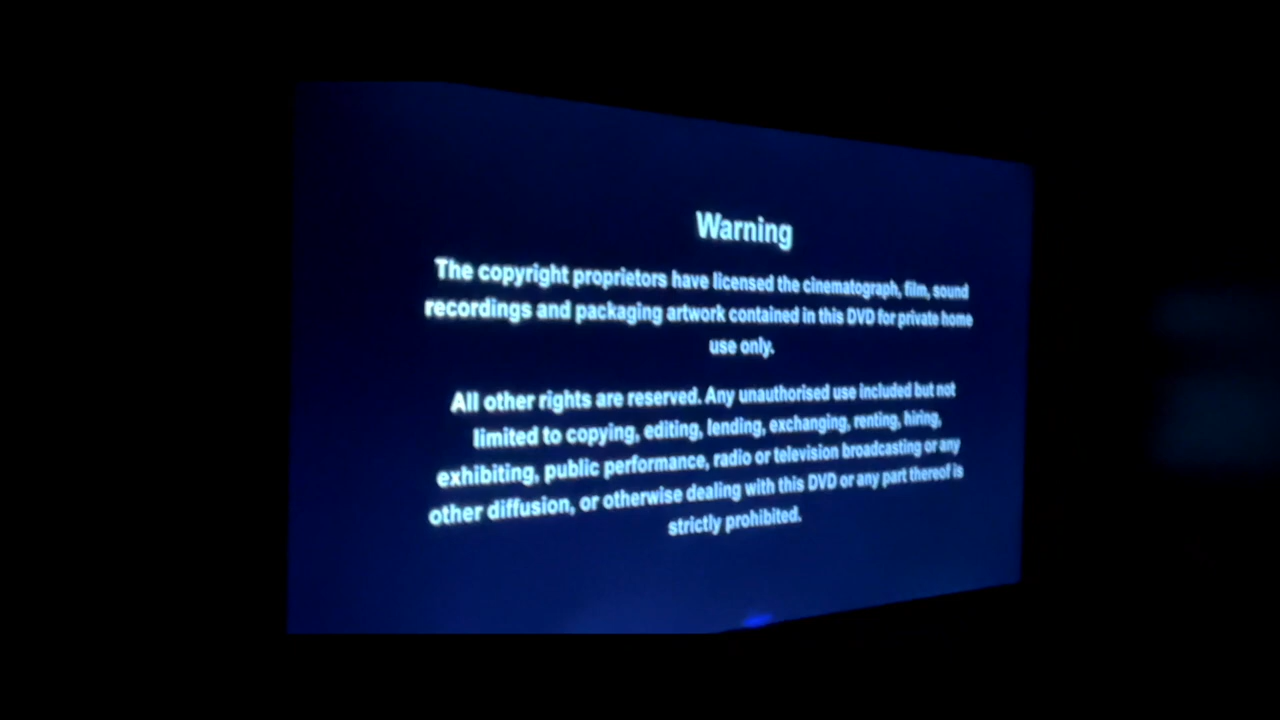 Warning
The copyright proprietors have licensed the cinematograph, film, sound
recordings and packaging artwork contained in this DVD for private home
use only.
All other rights are reserved. Any unauthorised use included but not
limited to copying, editing, lending, exchanging, renting, hiring,
exhibiting, public performance, radio or television broadcasting or any
other diffusion, or otherwise dealing with this DVD or any part thereof is
strictly prohibited.